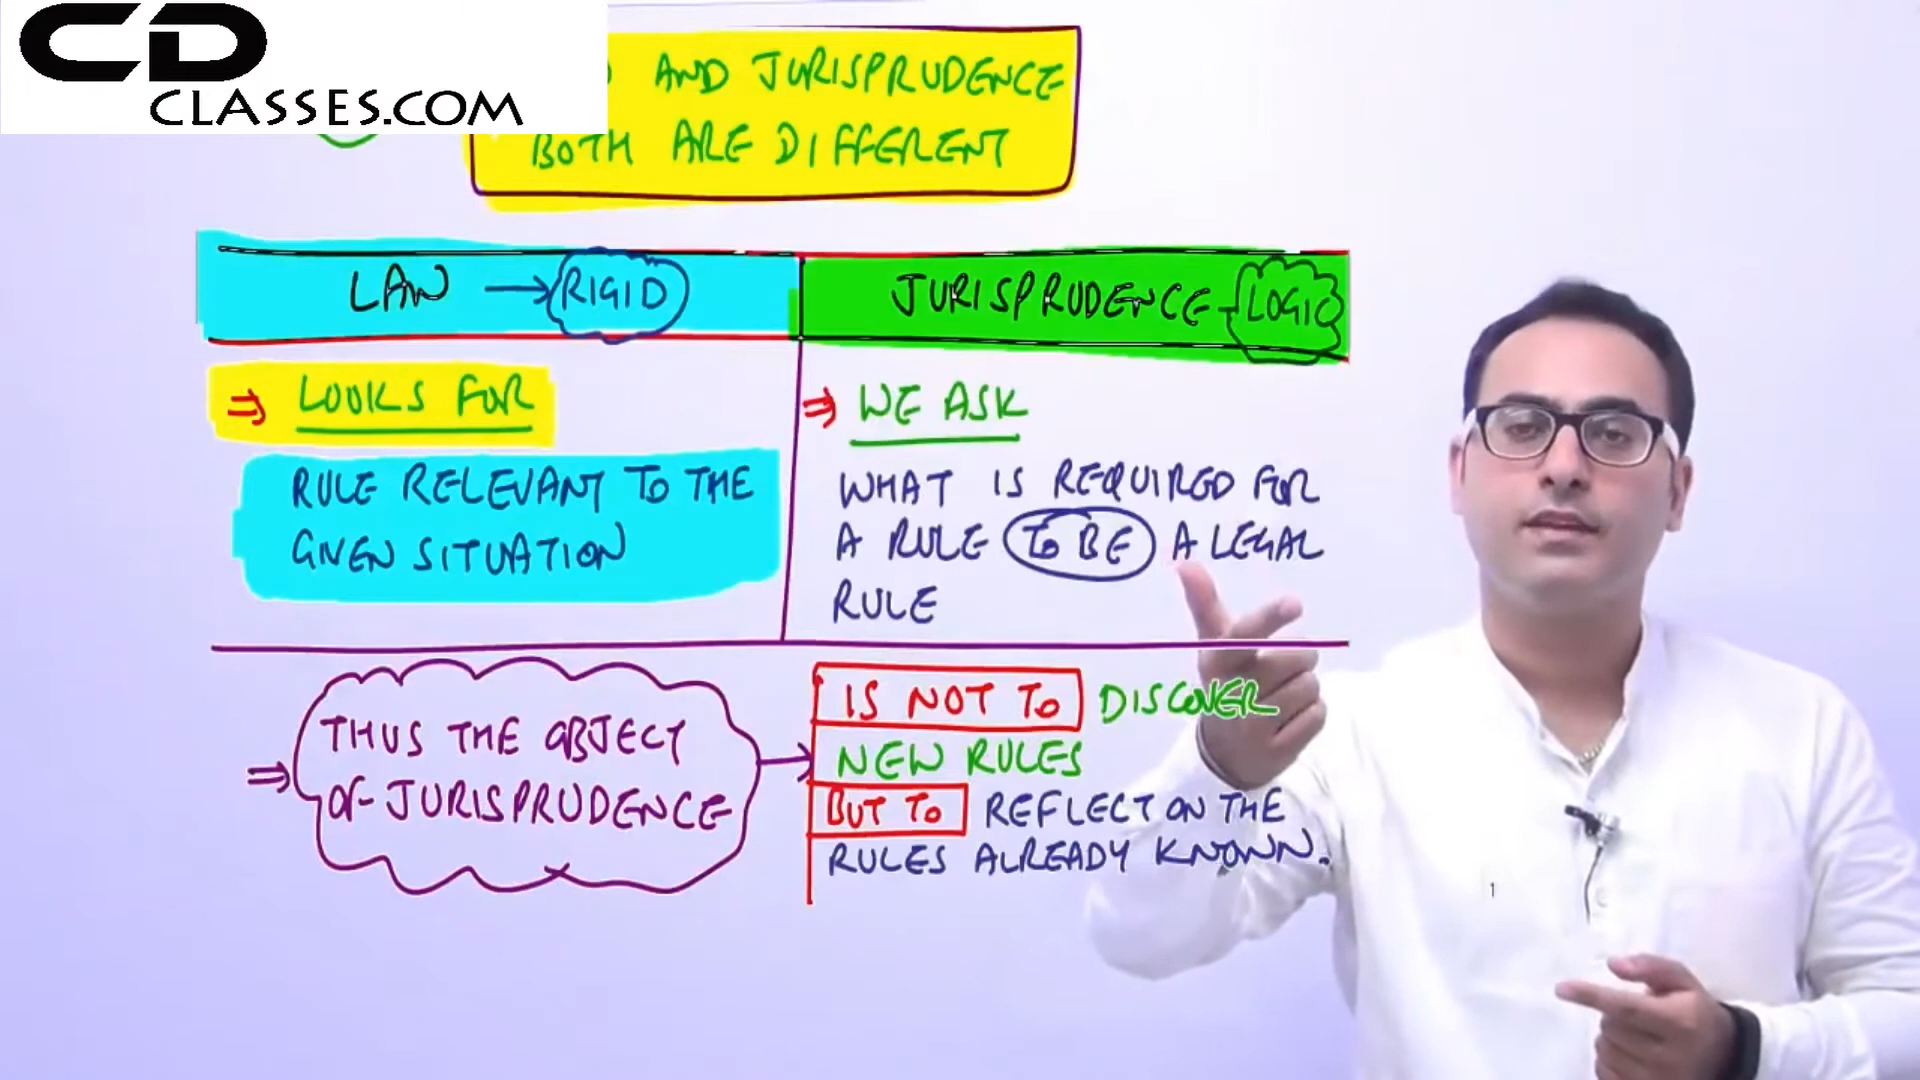 CD
CLASSES.COM
AND JURISPRUDENCE
BOTH ARE DIFFERENT
LAW → RIGID
JURISPRUDENCE - LOGIC
⇒ LOOKS FOR
RULE RELEVANT TO THE
GIVEN SITUATION
⇒ WE ASK
WHAT IS REQUIRED FOR
A RULE TO BE A LEGAL
RULE
⇒ THUS THE OBJECT
OF JURISPRUDENCE →
IS NOT TO DISCOVER
NEW RULES
BUT TO REFLECT ON THE
RULES ALREADY KNOWN.